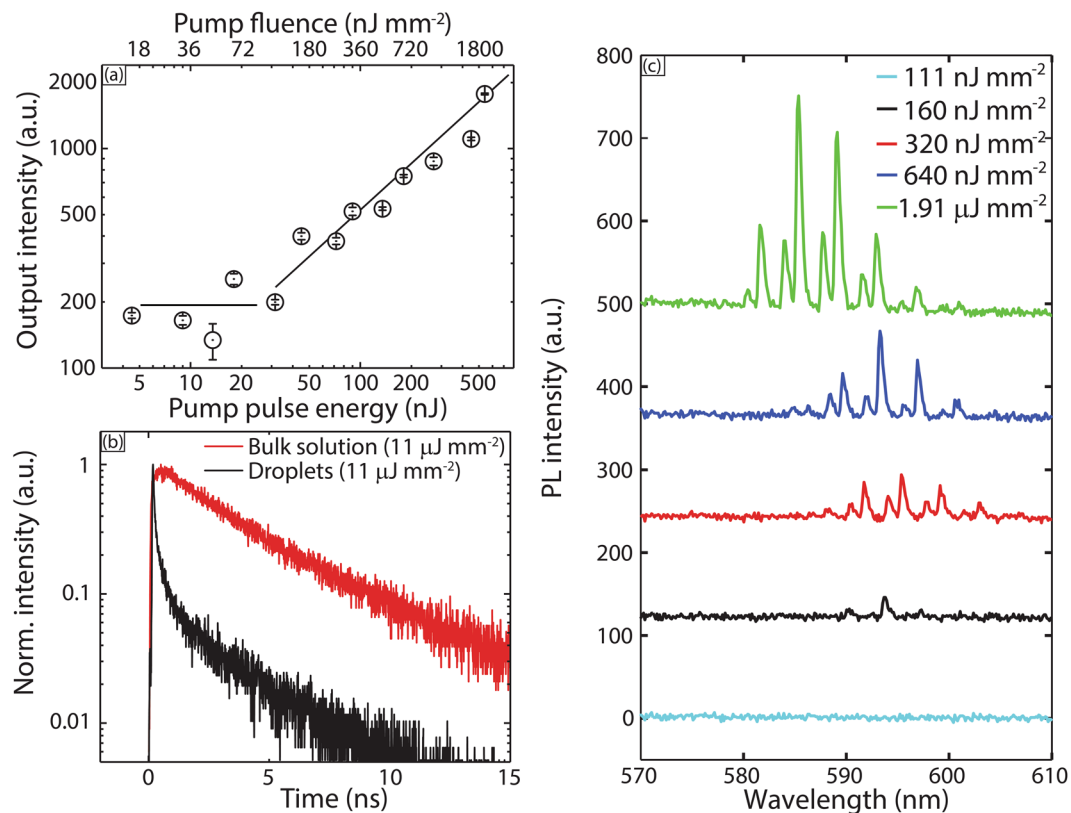 Pump fluence (nJ mm-2)
18 36 72 180 360 720 1800
(a)
Output intensity (a.u.)
2000
1000
500
200
100
5 10 20 50 100 200 500
Pump pulse energy (nJ)
(b)
Bulk solution (11 μJ mm-2)
Droplets (11 μJ mm-2)
Norm. intensity (a.u.)
1
0.1
0.01
0 5 10 15
Time (ns)
(c)
111 nJ mm-2
160 nJ mm-2
320 nJ mm-2
640 nJ mm-2
1.91 μJ mm-2
PL intensity (a.u.)
800
700
600
500
400
300
200
100
0
570 580 590 600 610
Wavelength (nm)